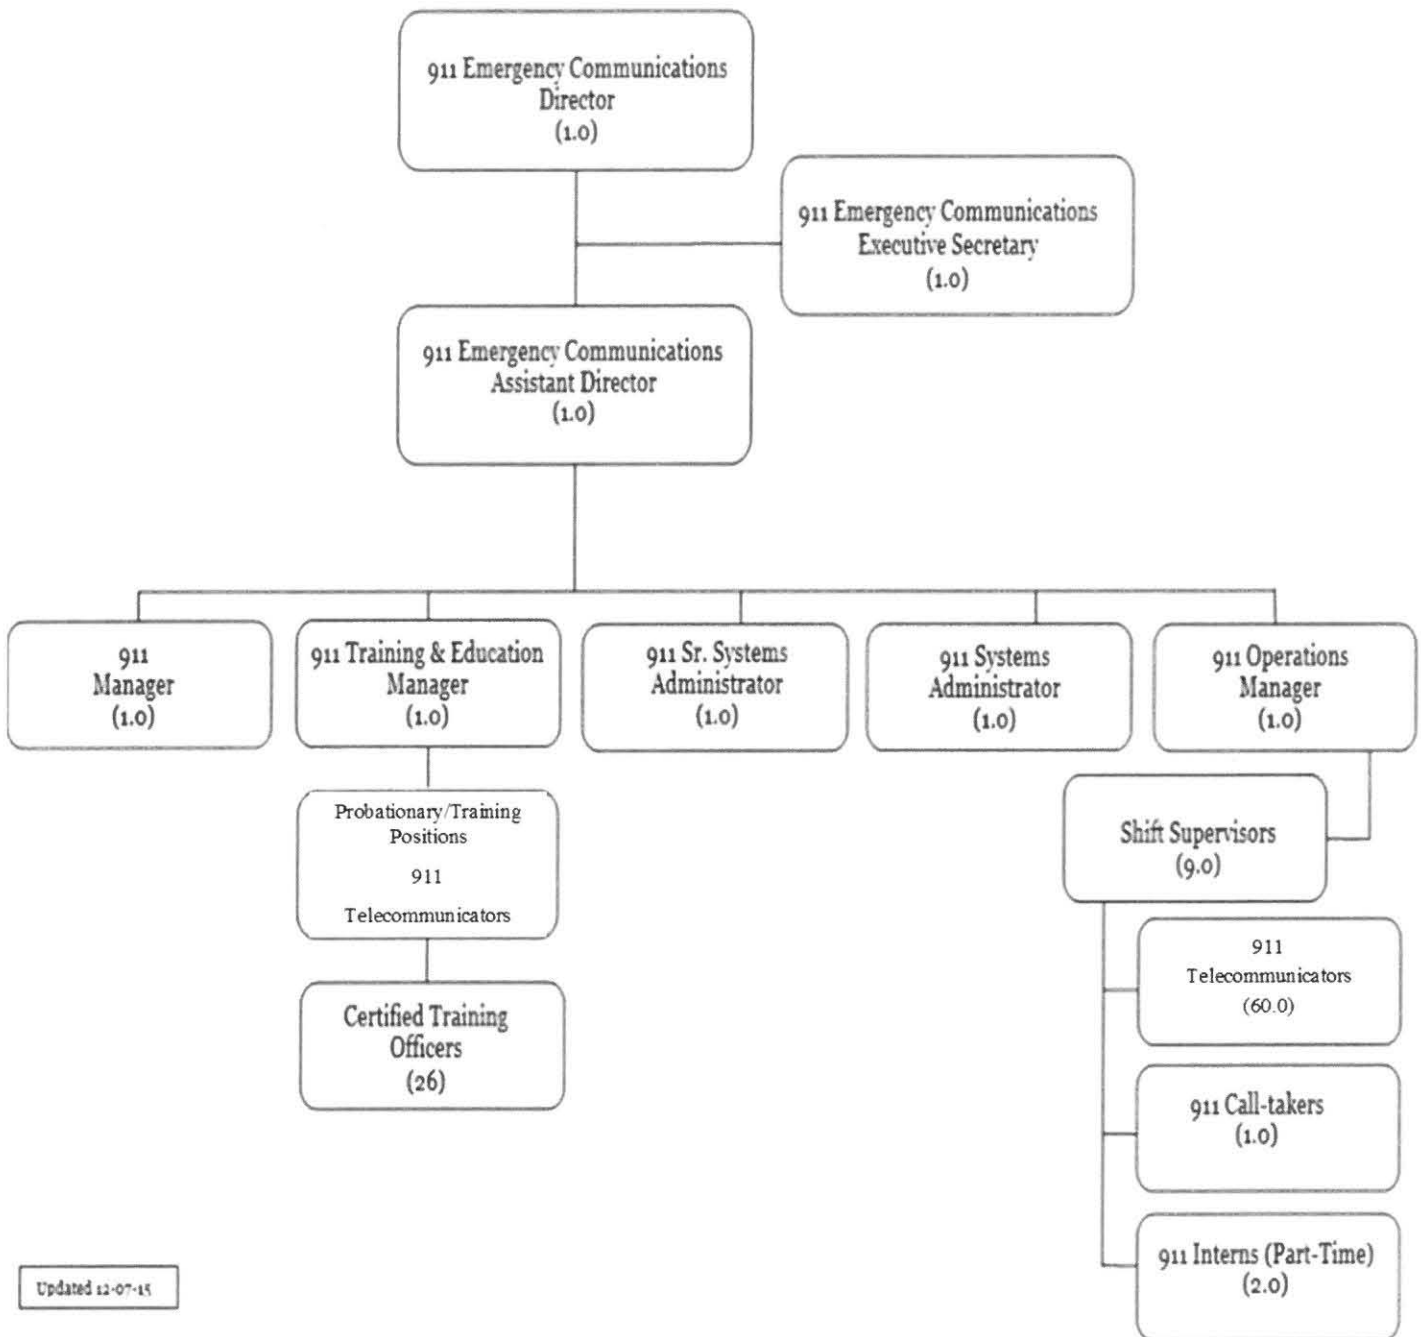 911 Emergency Communications
Director
(1.0)
911 Emergency Communications
Executive Secretary
(1.0)
911 Emergency Communications
Assistant Director
(1.0)
911
Manager
(1.0)
911 Training & Education
Manager
(1.0)
911 Sr. Systems
Administrator
(1.0)
911 Systems
Administrator
(1.0)
911 Operations
Manager
(1.0)
Probationary/Training
Positions
911
Telecommunicators
Certified Training
Officers
(26)
Shift Supervisors
(9.0)
911
Telecommunicators
(60.0)
911 Call-takers
(1.0)
911 Interns (Part-Time)
(2.0)
Updated 12-07-15